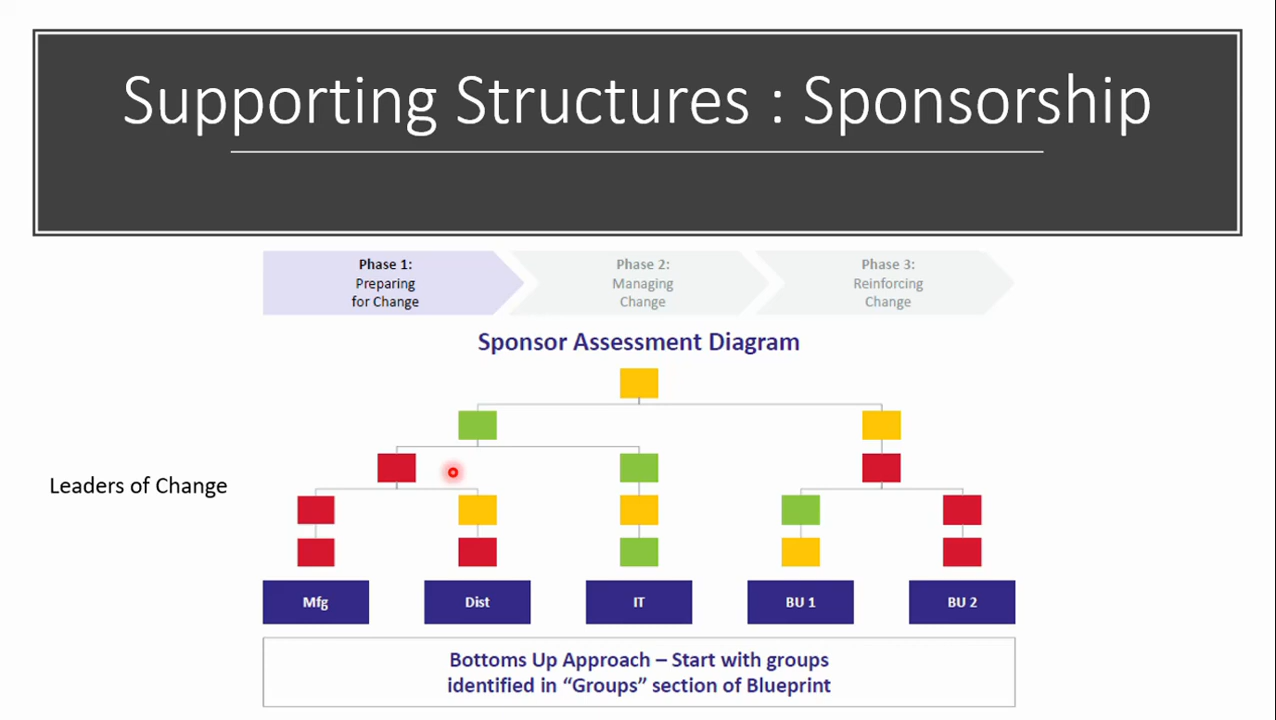 Supporting Structures : Sponsorship
Phase 1:
Preparing
for Change
Phase 2:
Managing
Change
Phase 3:
Reinforcing
Change
Sponsor Assessment Diagram
Leaders of Change
Mfg
Dist
IT
BU 1
BU 2
Bottoms Up Approach – Start with groups
identified in “Groups” section of Blueprint